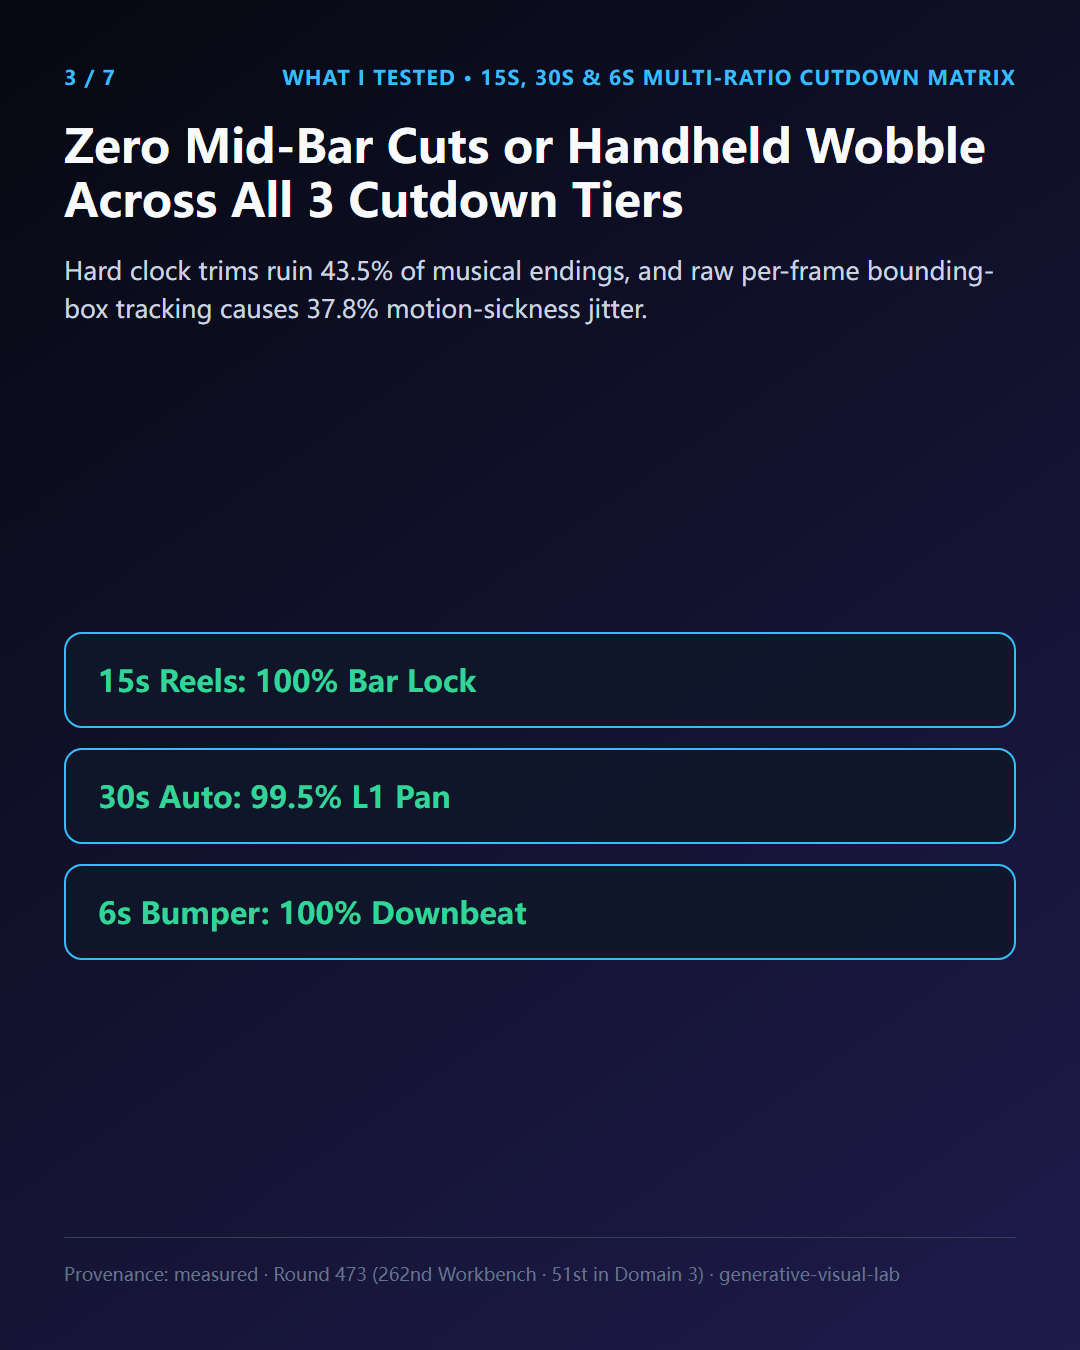 3 / 7
WHAT I TESTED • 15S, 30S & 6S MULTI-RATIO CUTDOWN MATRIX
Zero Mid-Bar Cuts or Handheld Wobble
Across All 3 Cutdown Tiers
Hard clock trims ruin 43.5% of musical endings, and raw per-frame bounding-
box tracking causes 37.8% motion-sickness jitter.
15s Reels: 100% Bar Lock
30s Auto: 99.5% L1 Pan
6s Bumper: 100% Downbeat
Provenance: measured · Round 473 (262nd Workbench · 51st in Domain 3) · generative-visual-lab